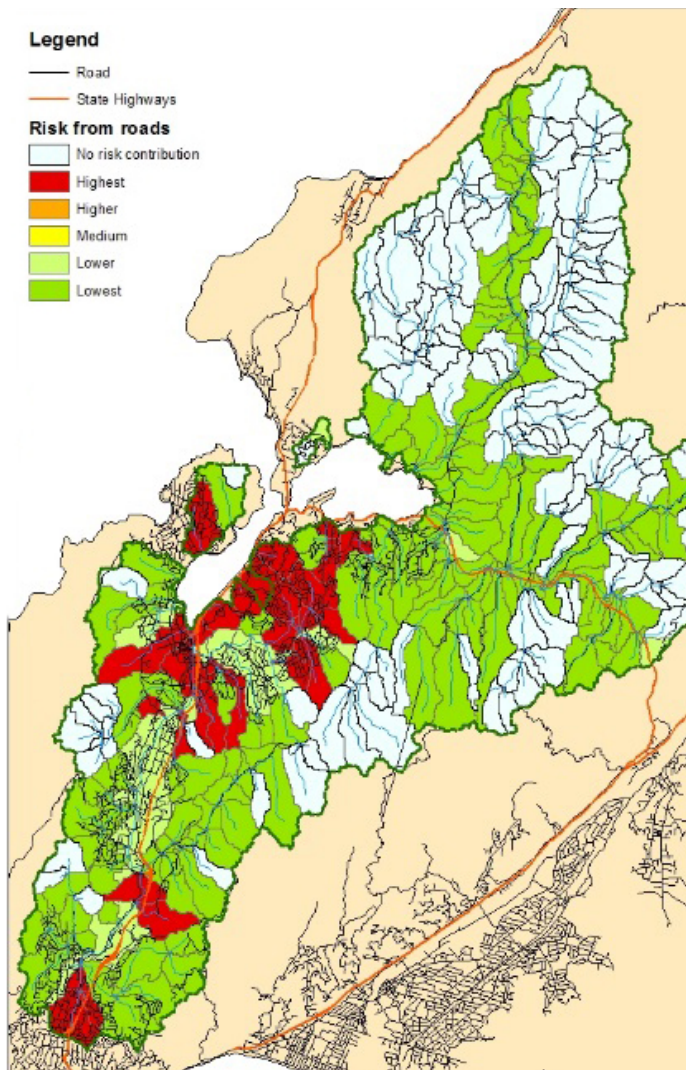 Legend
Road
State Highways
Risk from roads
No risk contribution
Highest
Higher
Medium
Lower
Lowest